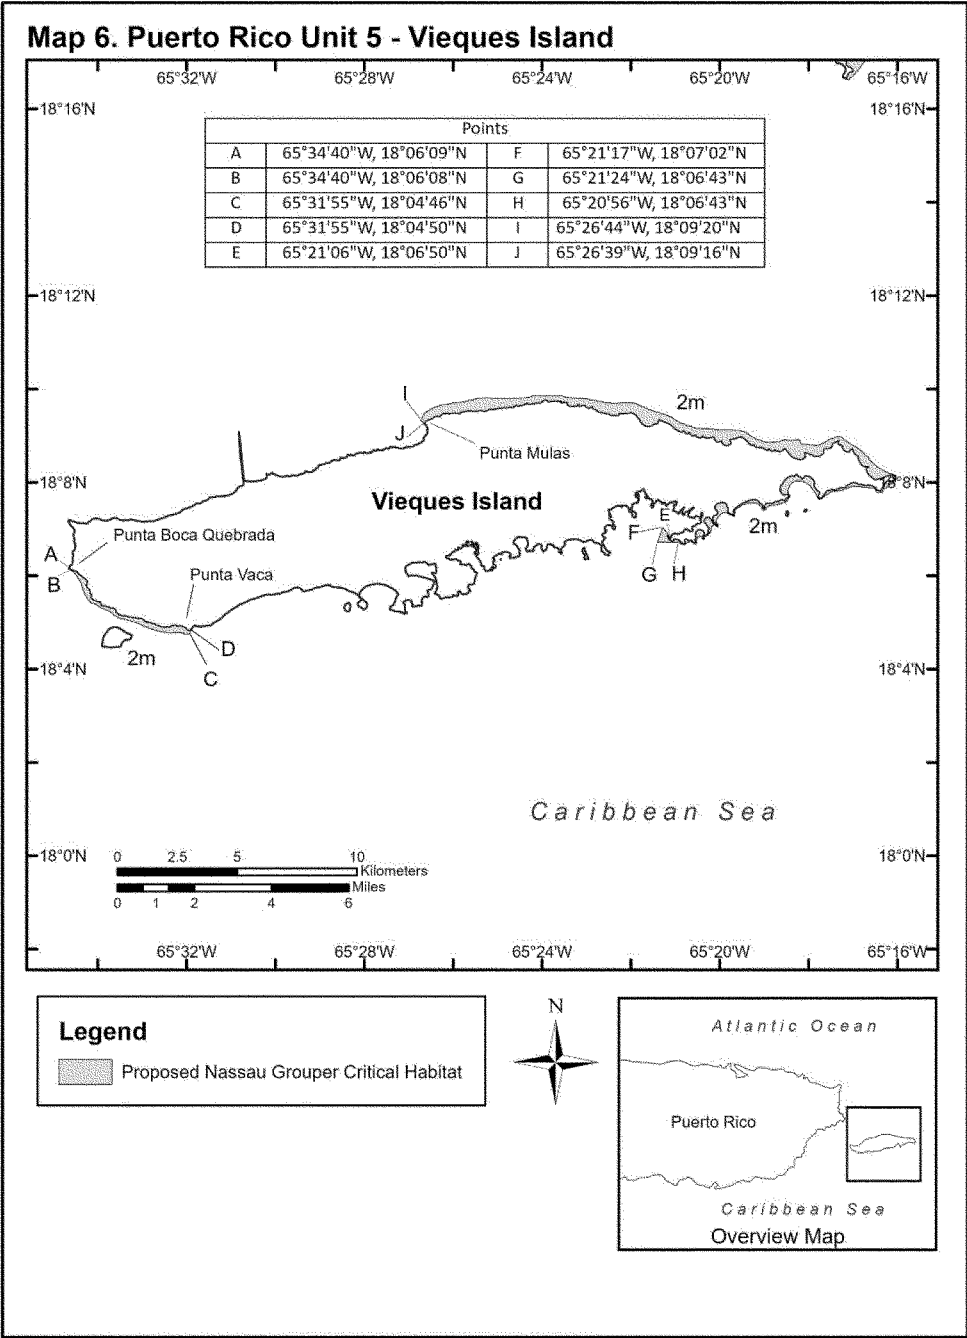 Map 6. Puerto Rico Unit 5 - Vieques Island
65°32'W 65°28'W 65°24'W 65°20'W 65°16'W
18°16'N 18°16'N
Points
A 65°34'40"W, 18°06'09"N F 65°21'17"W, 18°07'02"N
B 65°34'40"W, 18°06'08"N G 65°21'24"W, 18°06'43"N
C 65°31'55"W, 18°04'46"N H 65°20'56"W, 18°06'43"N
D 65°31'55"W, 18°04'50"N I 65°26'44"W, 18°09'20"N
E 65°21'06"W, 18°06'50"N J 65°26'39"W, 18°09'16"N
18°12'N 18°12'N
I
2m
J
Punta Mulas
18°8'N 18°8'N
Vieques Island
E
2m
F
Punta Boca Quebrada
A
Punta Vaca
G H
B
D
2m
18°4'N 18°4'N
C
Caribbean Sea
18°0'N 18°0'N
0 2.5 5 10
Kilometers
Miles
0 1 2 4 6
65°32'W 65°28'W 65°24'W 65°20'W 65°16'W
Legend
Proposed Nassau Grouper Critical Habitat
N
Atlantic Ocean
Puerto Rico
Caribbean Sea
Overview Map